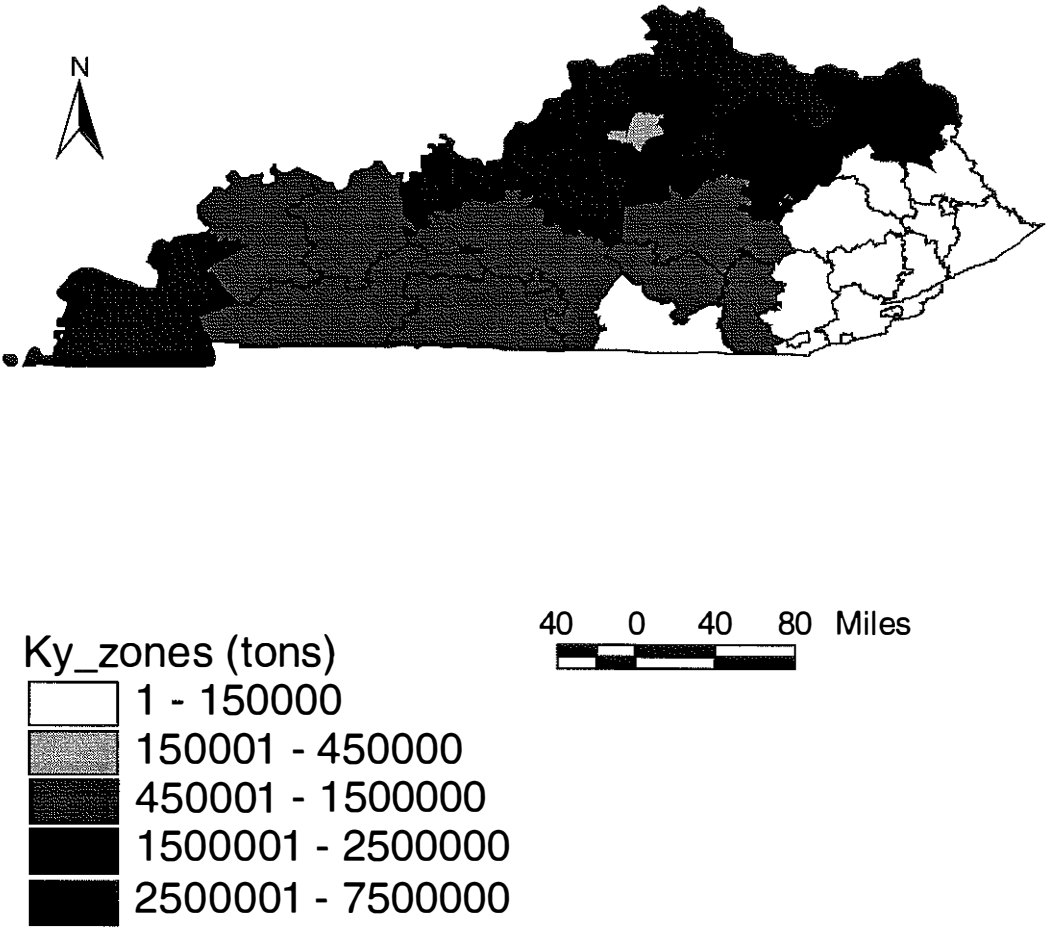 N
40 0 40 80 Miles
Ky_zones (tons)
1 - 150000
150001 - 450000
450001 - 1500000
1500001 - 2500000
2500001 - 7500000